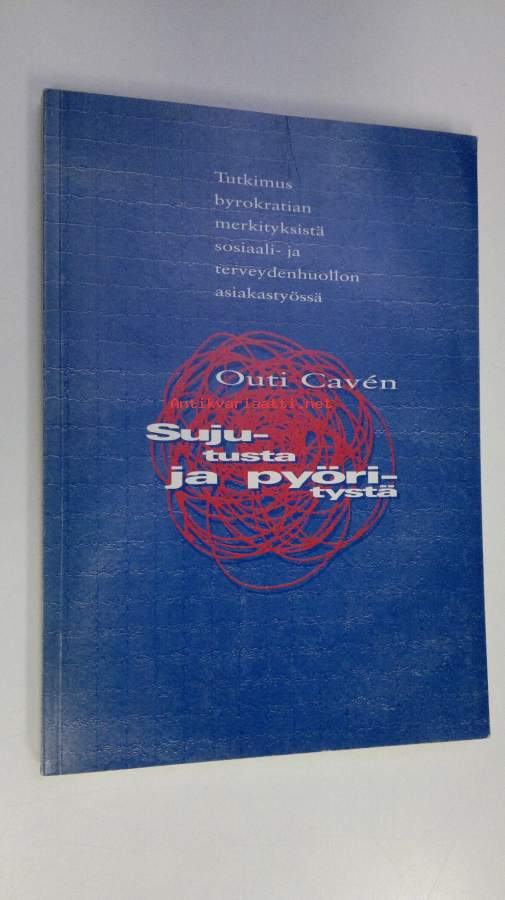 Tutkimus
byrokratian
merkityksistä
sosiaali- ja
terveydenhuollon
asiakastyössä
Outi Cavén
Antikvariaatti.net
Suju-
tusta
ja pyöri-
tystä